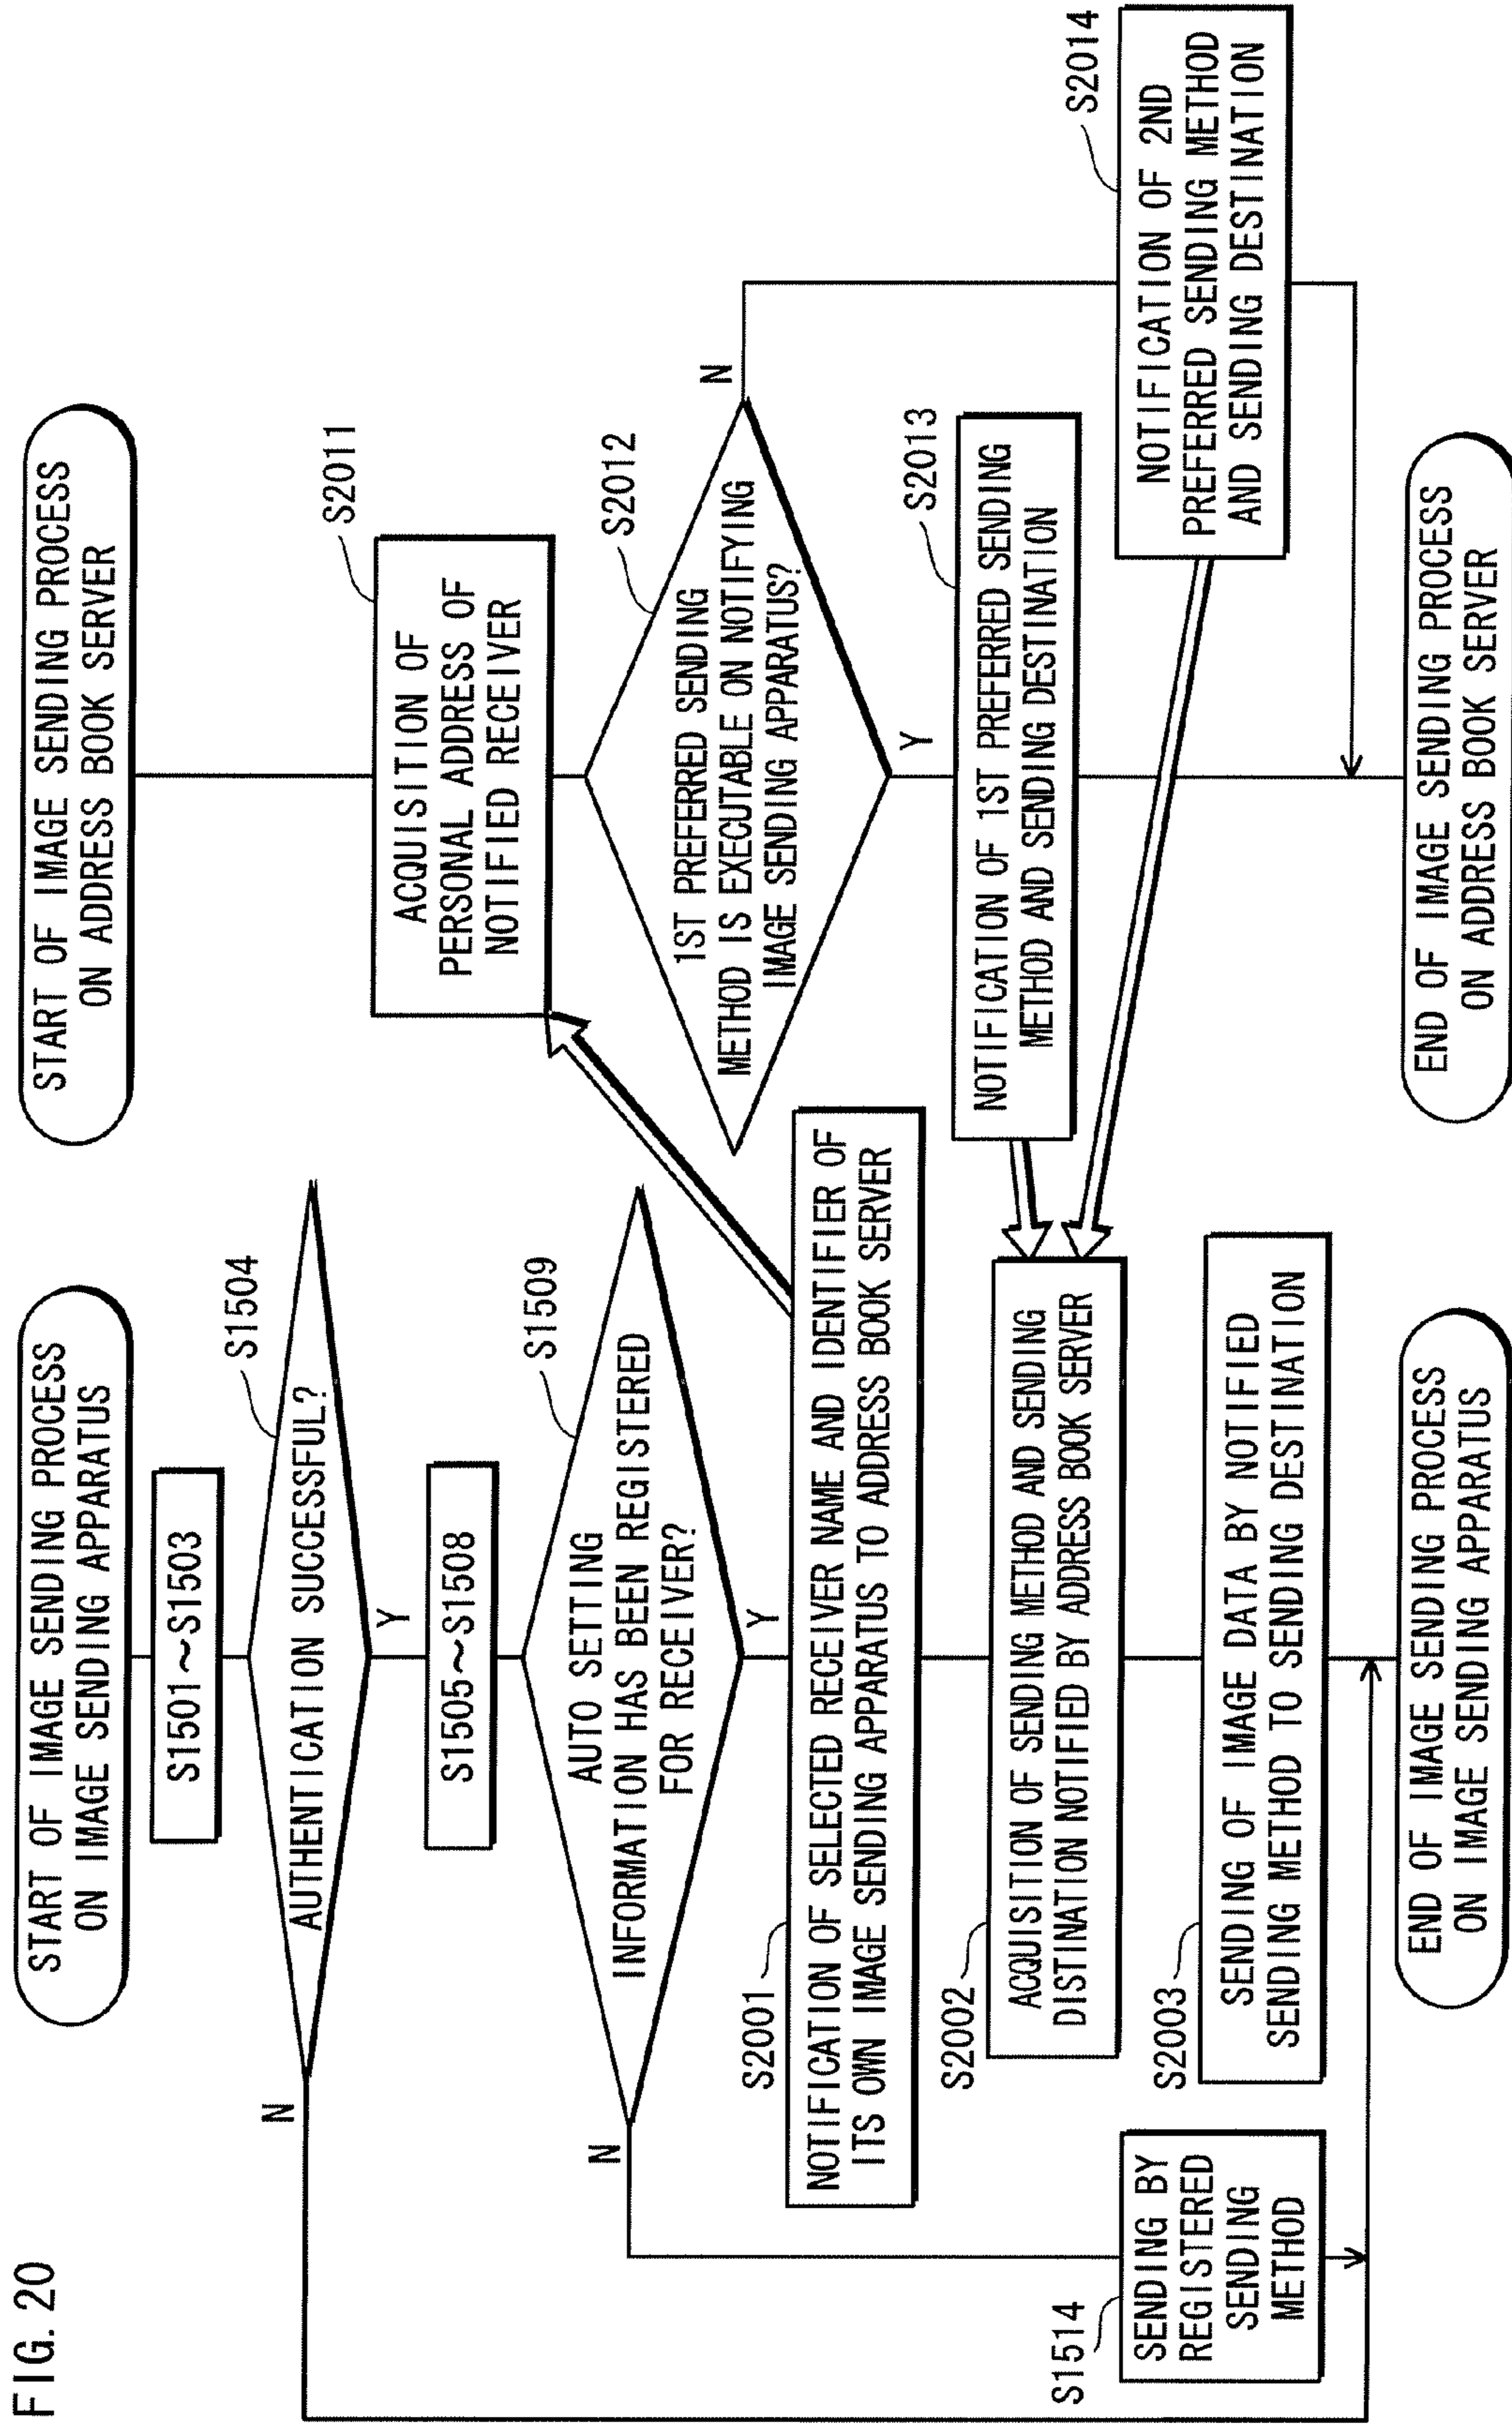 FIG. 20
START OF IMAGE SENDING PROCESS
ON IMAGE SENDING APPARATUS
S1501~S1503
S1504
AUTHENTICATION SUCCESSFUL?
N
Y
S1505~S1508
S1509
AUTO SETTING
INFORMATION HAS BEEN REGISTERED
FOR RECEIVER?
N
Y
S2001
NOTIFICATION OF SELECTED RECEIVER NAME AND IDENTIFIER OF
ITS OWN IMAGE SENDING APPARATUS TO ADDRESS BOOK SERVER
S2002
ACQUISITION OF SENDING METHOD AND SENDING
DISTINATION NOTIFIED BY ADDRESS BOOK SERVER
S2003
SENDING OF IMAGE DATA BY NOTIFIED
SENDING METHOD TO SENDING DESTINATION
S1514
SENDING BY
REGISTERED
SENDING
METHOD
END OF IMAGE SENDING PROCESS
ON IMAGE SENDING APPARATUS
START OF IMAGE SENDING PROCESS
ON ADDRESS BOOK SERVER
S2011
ACQUISITION OF
PERSONAL ADDRESS OF
NOTIFIED RECEIVER
S2012
1ST PREFERRED SENDING
METHOD IS EXECUTABLE ON NOTIFYING
IMAGE SENDING APPARATUS?
N
Y
S2013
NOTIFICATION OF 1ST PREFERRED SENDING
METHOD AND SENDING DESTINATION
S2014
NOTIFICATION OF 2ND
PREFERRED SENDING METHOD
AND SENDING DESTINATION
END OF IMAGE SENDING PROCESS
ON ADDRESS BOOK SERVER